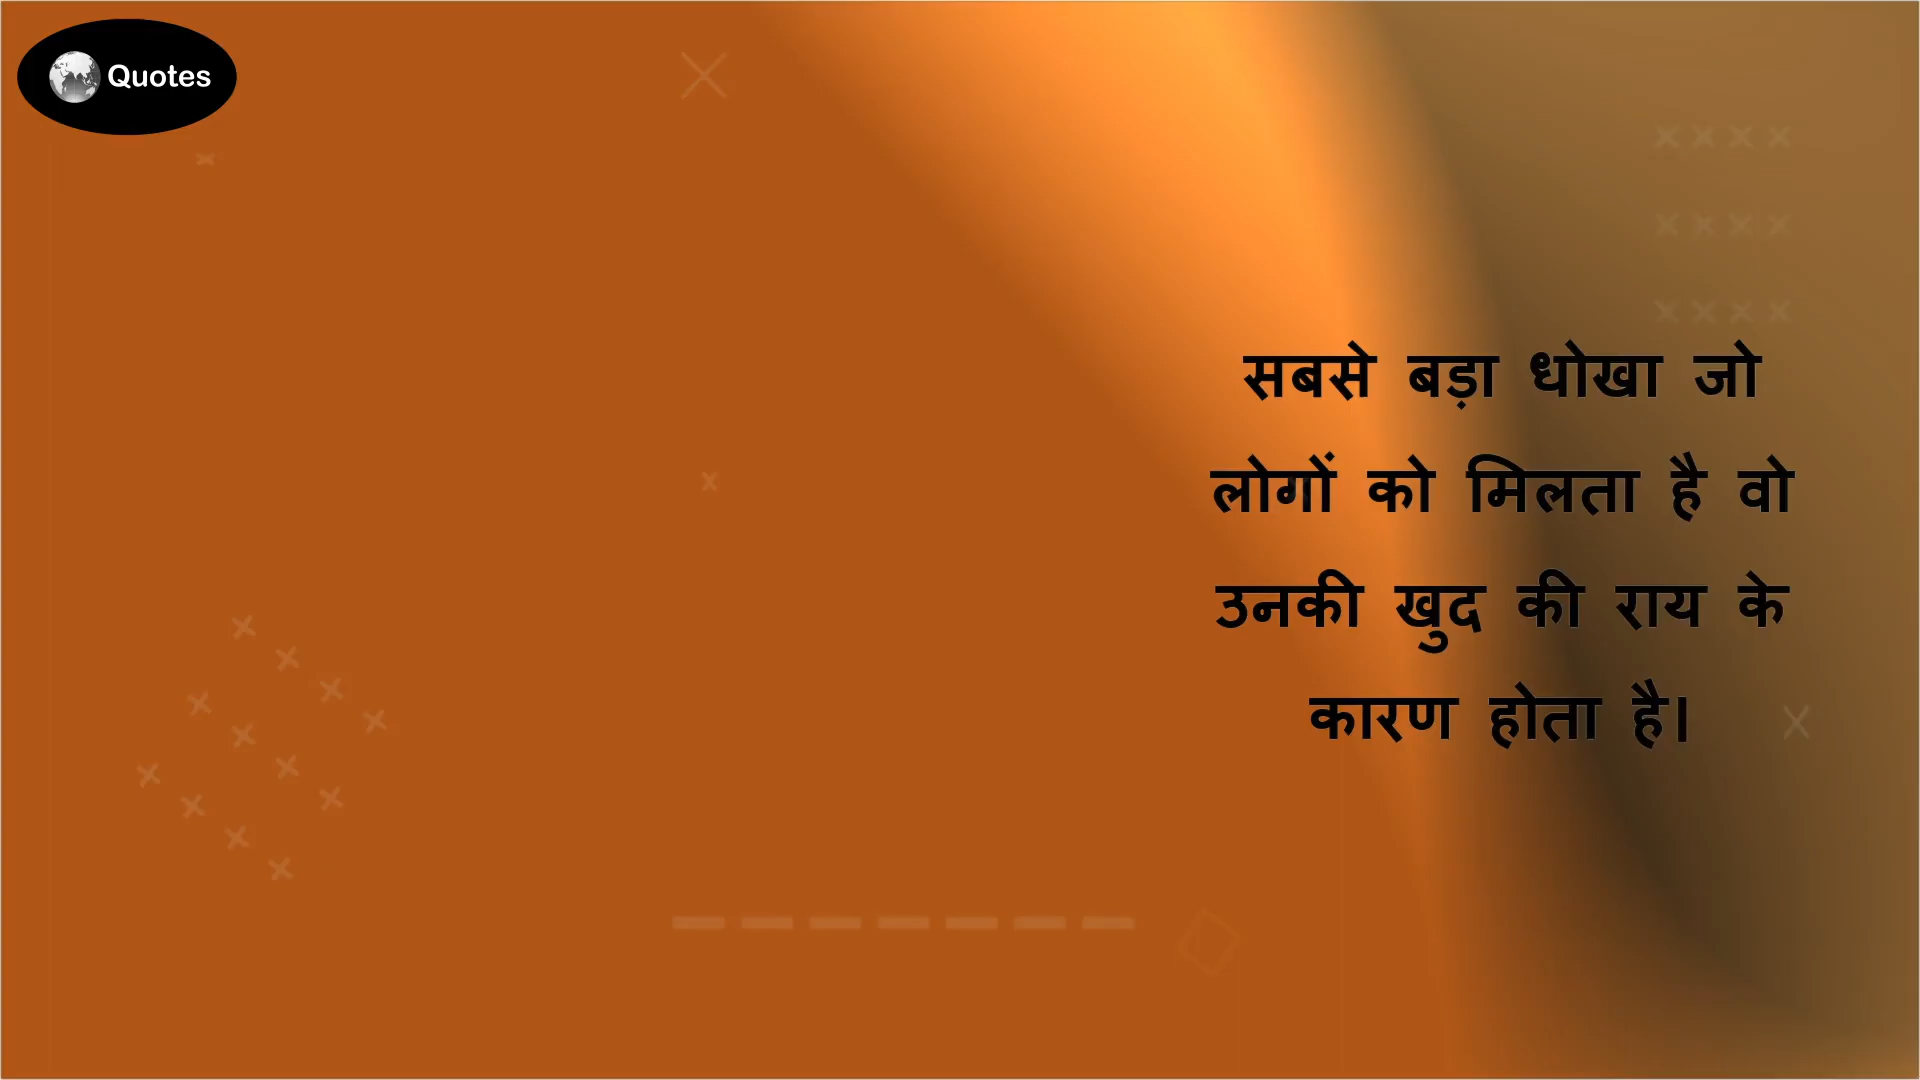 Quotes
सबसे बड़ा धोखा जो
लोगों को मिलता है वो
उनकी खुद की राय के
कारण होता है।